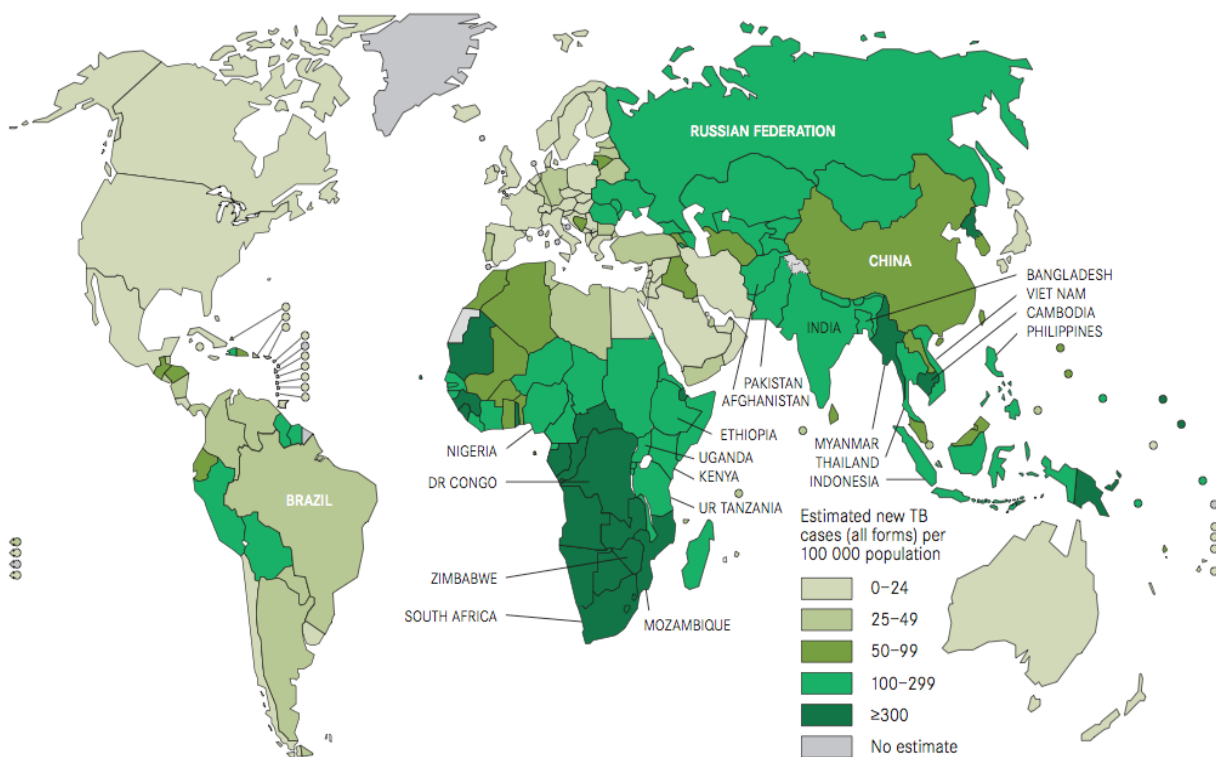 RUSSIAN FEDERATION
CHINA
BANGLADESH
VIET NAM
CAMBODIA
PHILIPPINES
INDIA
PAKISTAN
AFGHANISTAN
NIGERIA
ETHIOPIA
UGANDA
KENYA
DR CONGO
UR TANZANIA
MYANMAR
THAILAND
INDONESIA
BRAZIL
ZIMBABWE
SOUTH AFRICA
MOZAMBIQUE
Estimated new TB
cases (all forms) per
100 000 population
0–24
25–49
50–99
100–299
≥300
No estimate